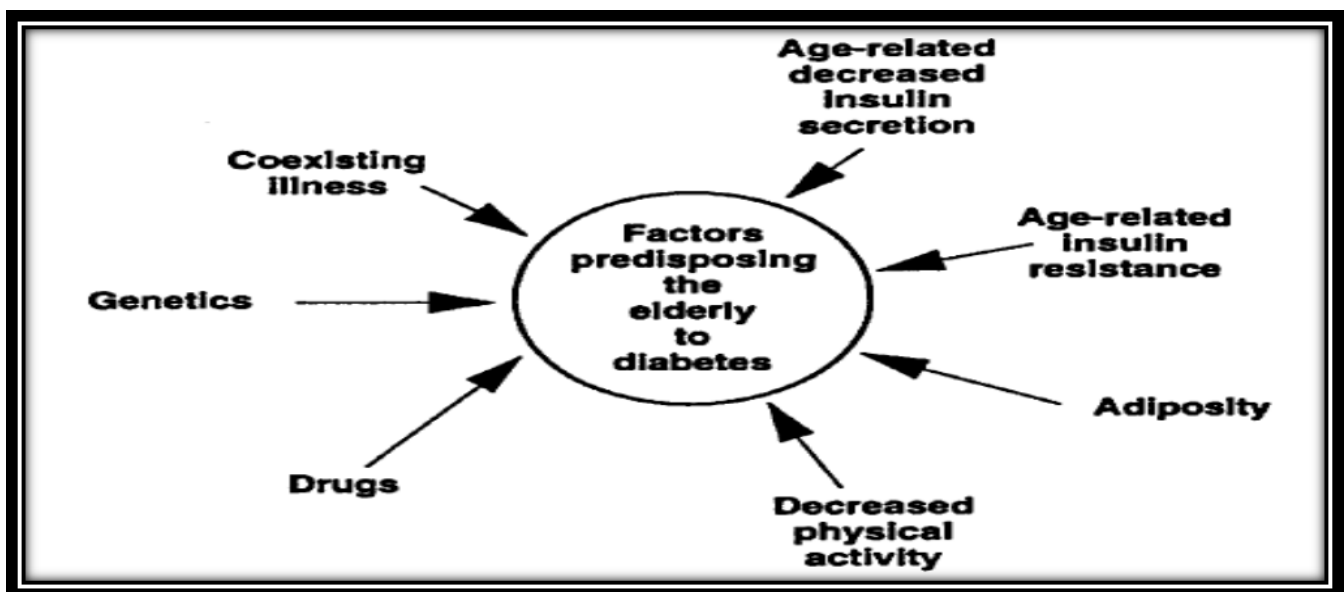 Age-related
decreased
insulin
secretion
Coexisting
illness
Age-related
insulin
resistance
Factors
predisposing
the
elderly
to
diabetes
Genetics
Adiposity
Drugs
Decreased
physical
activity